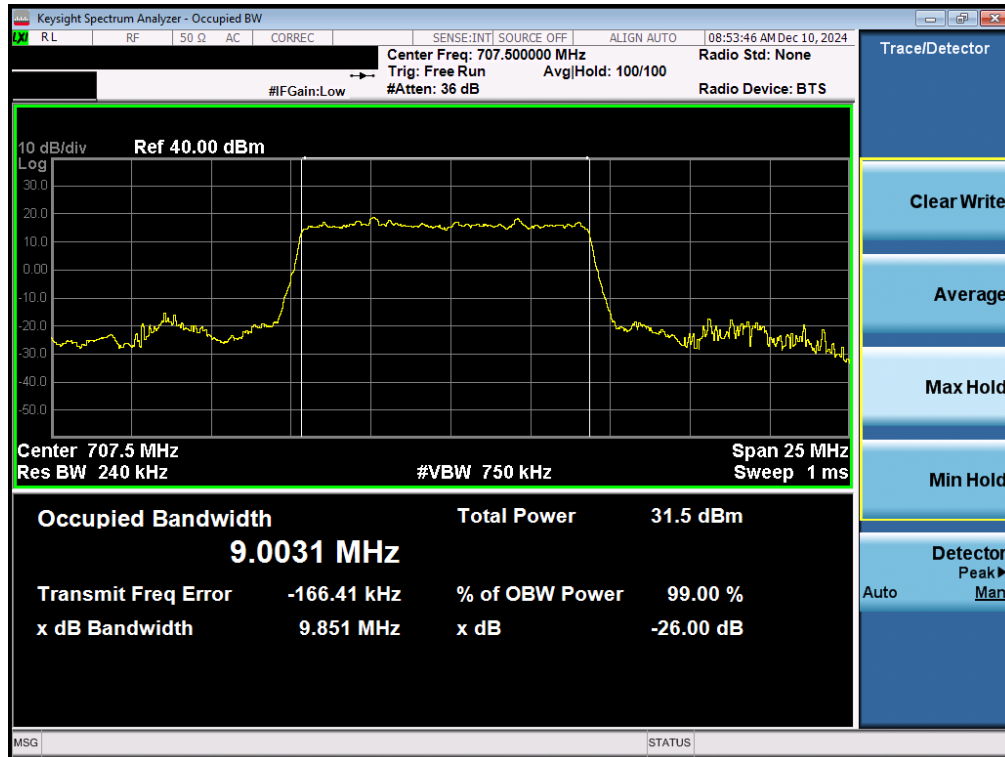 Keysight Spectrum Analyzer - Occupied BW
LXI RL RF 50 Ω AC CORREC SENSE:INT SOURCE OFF ALIGN AUTO 08:53:46 AM Dec 10, 2024
Center Freq: 707.500000 MHz Radio Std: None
Trig: Free Run Avg|Hold: 100/100
#IFGain:Low #Atten: 36 dB Radio Device: BTS
Trace/Detector
10 dB/div Ref 40.00 dBm
Log
30.0
20.0
10.0
0.00
-10.0
-20.0
-30.0
-40.0
-50.0
Center 707.5 MHz Span 25 MHz
Res BW 240 kHz #VBW 750 kHz Sweep 1 ms
Occupied Bandwidth Total Power 31.5 dBm
9.0031 MHz
Transmit Freq Error -166.41 kHz % of OBW Power 99.00 %
x dB Bandwidth 9.851 MHz x dB -26.00 dB
Clear Write
Average
Max Hold
Min Hold
Detector
Peak▶
Auto Man
MSG STATUS